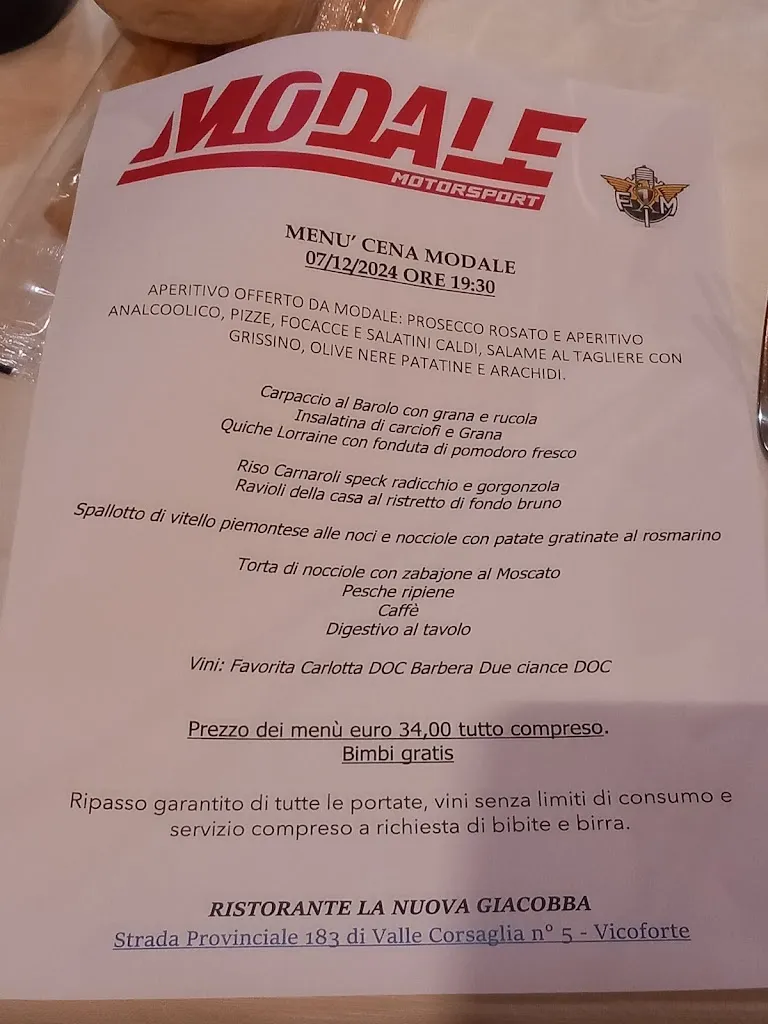 MODALE
MOTORSPORT
FM
MENU' CENA MODALE
07/12/2024 ORE 19:30
APERITIVO OFFERTO DA MODALE: PROSECCO ROSATO E APERITIVO
ANALCOOLICO, PIZZE, FOCACCE E SALATINI CALDI, SALAME AL TAGLIERE CON
GRISSINO, OLIVE NERE PATATINE E ARACHIDI.
Carpaccio al Barolo con grana e rucola
Insalatina di carciofi e Grana
Quiche Lorraine con fonduta di pomodoro fresco
Riso Carnaroli speck radicchio e gorgonzola
Ravioli della casa al ristretto di fondo bruno
Spallotto di vitello piemontese alle noci e nocciole con patate gratinate al rosmarino
Torta di nocciole con zabajone al Moscato
Pesche ripiene
Caffè
Digestivo al tavolo
Vini: Favorita Carlotta DOC Barbera Due ciance DOC
Prezzo dei menù euro 34,00 tutto compreso.
Bimbi gratis
Ripasso garantito di tutte le portate, vini senza limiti di consumo e
servizio compreso a richiesta di bibite e birra.
RISTORANTE LA NUOVA GIACOBBA
Strada Provinciale 183 di Valle Corsaglia n° 5 - Vicoforte